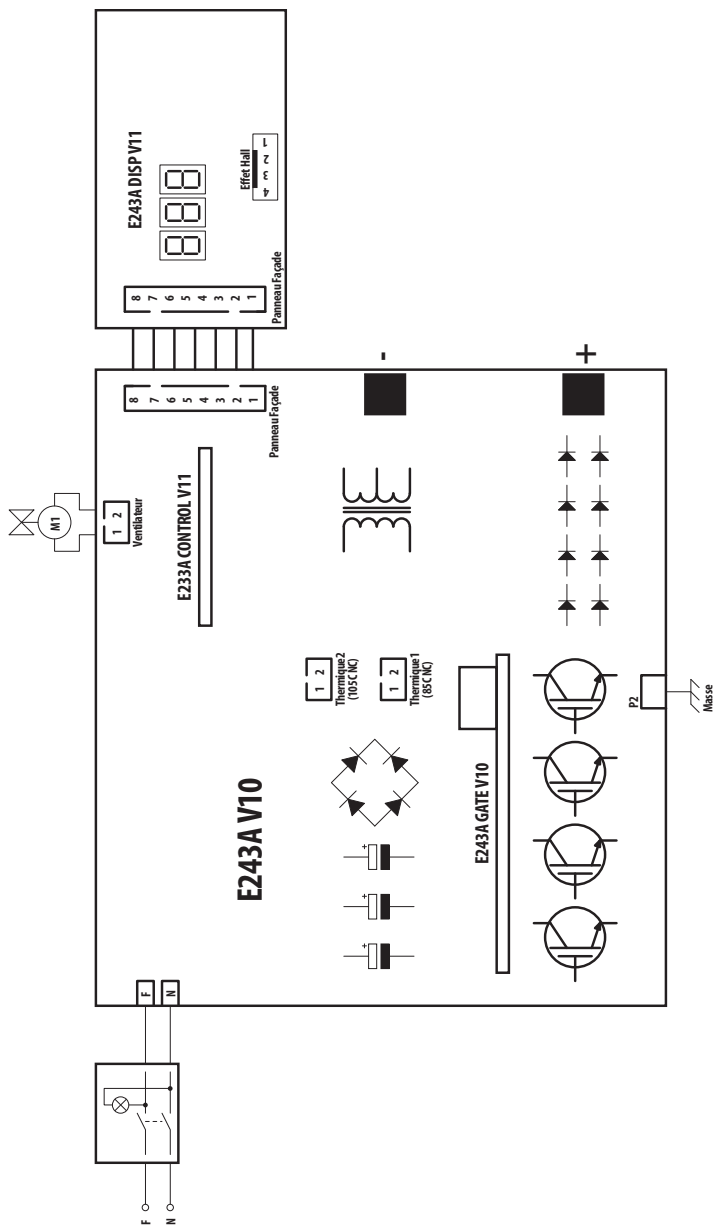 E243A DISP V11
Effet Hall
4 3 2 1
8
7
6
5
4
3
2
1
Panneau Façade
8
7
6
5
4
3
2
1
Panneau Façade
-
+
M1
1 2
Ventilateur
E233A CONTROL V11
1 2
Thermique2
(105C NC)
1 2
Thermique1
(85C NC)
E243A V10
+
+
+
E243A GATE V10
P2
Masse
F
N
F
N